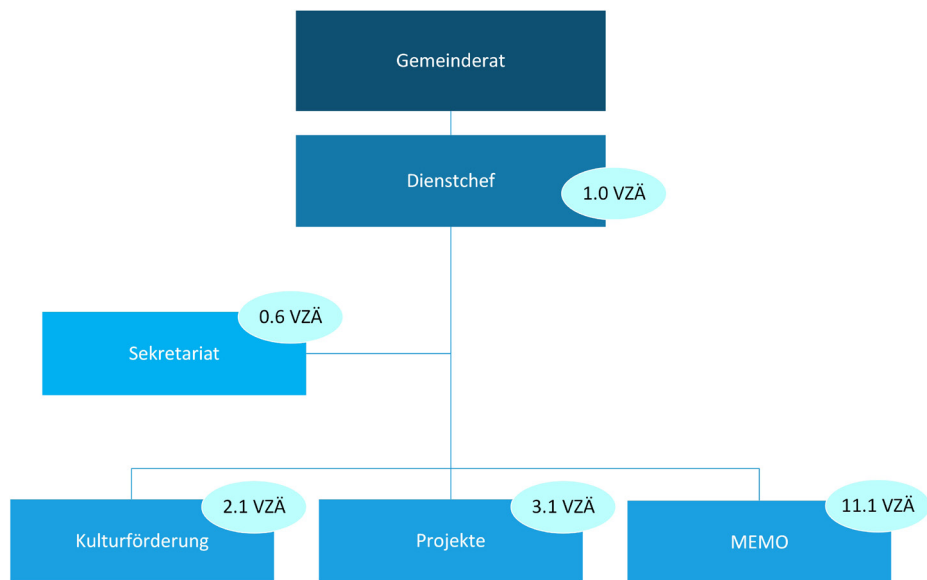 Gemeinderat
Dienstchef
1.0 VZÄ
0.6 VZÄ
Sekretariat
2.1 VZÄ
Kulturförderung
3.1 VZÄ
Projekte
11.1 VZÄ
MEMO